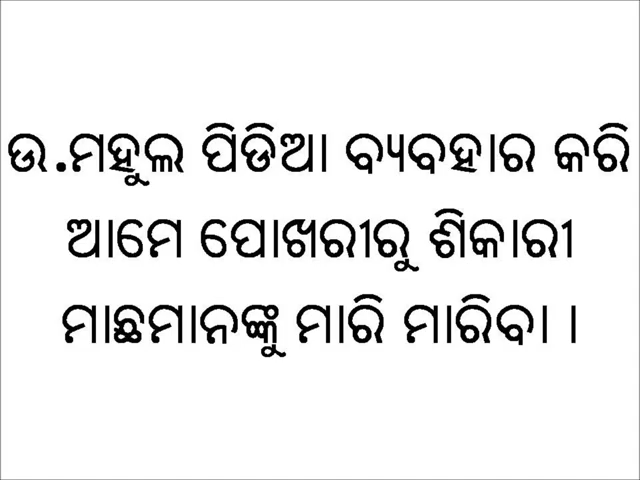 ଉ.ମହୁଲ ପିଡିଆ ବ୍ୟବହାର କରି
ଆମେ ପୋଖରୀରୁ ଶିକାରୀ
ମାଛମାନଙ୍କୁ ମାରି ମାରିବା ।